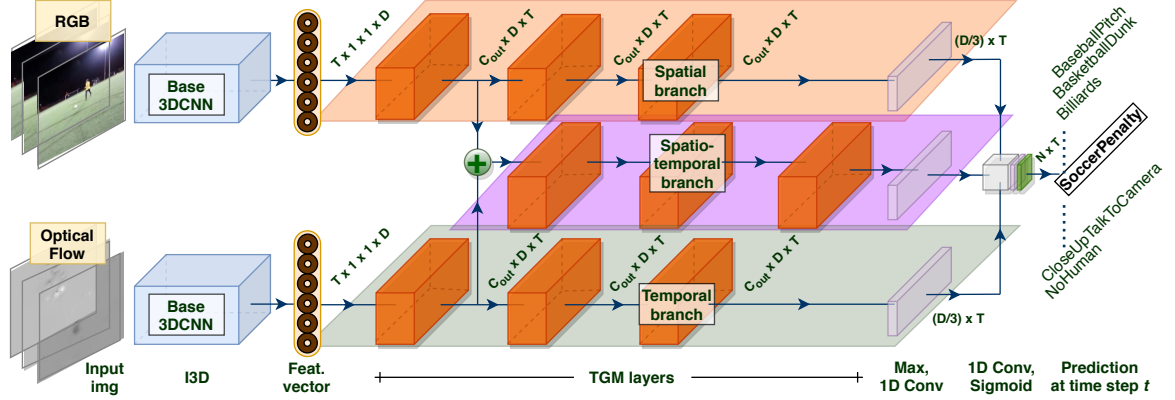 RGB
Base
3DCNN
T x 1 x 1 x D
C_out x D x T
C_out x D x T
C_out x D x T
Spatial
branch
(D/3) x T
BaseballPitch
BasketballDunk
Billiards
SoccerPenalty
CloseUpTalkToCamera
NoHuman
N x T
+
Spatio-
temporal
branch
Optical
Flow
Base
3DCNN
T x 1 x 1 x D
C_out x D x T
C_out x D x T
C_out x D x T
Temporal
branch
(D/3) x T
Input
img
I3D
Feat.
vector
TGM layers
Max,
1D Conv
1D Conv,
Sigmoid
Prediction
at time step t